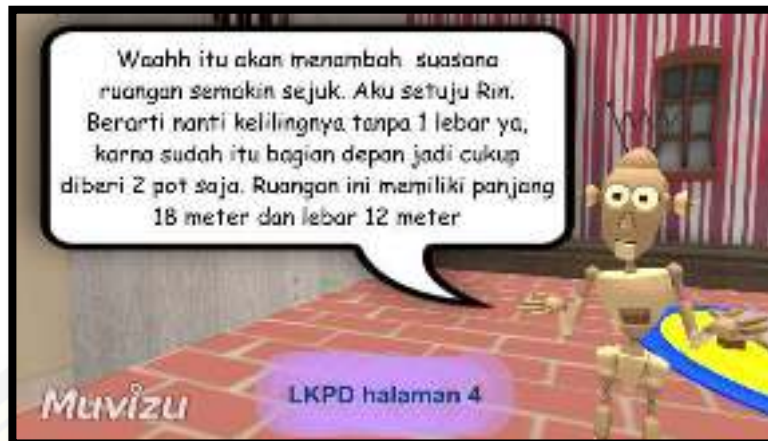 Waahh itu akan menambah suasana
ruangan semakin sejuk. Aku setuju Rin.
Berarti nanti kelilingnya tanpa 1 lebar ya,
karna sudah itu bagian depan jadi cukup
diberi 2 pot saja. Ruangan ini memiliki panjang
18 meter dan lebar 12 meter
LKPD halaman 4
Muvizu